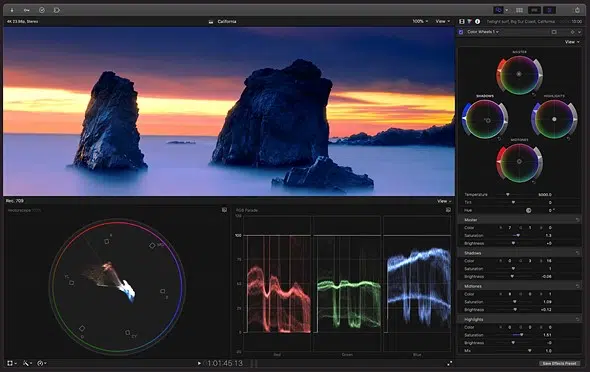 4K 23.98p, Stereo
California
100%
View
Twilight surf, Big Sur Coast, California
Color Wheels 1
View
MASTER
SHADOWS
HIGHLIGHTS
MIDTONES
Rec. 709
View
Vectorscope
RGB Parade
100
Red
Green
Blue
Temperature
5000.0
Tint
0
Hue
0°
Master
Color
Saturation
1.3
Brightness
Shadows
Color
Saturation
1
Brightness
-0.06
Midtones
Color
Saturation
1.09
Brightness
+0.12
Highlights
Color
Saturation
1.51
Brightness
Mix
1.0
1:01:45:13
Save Effects Preset